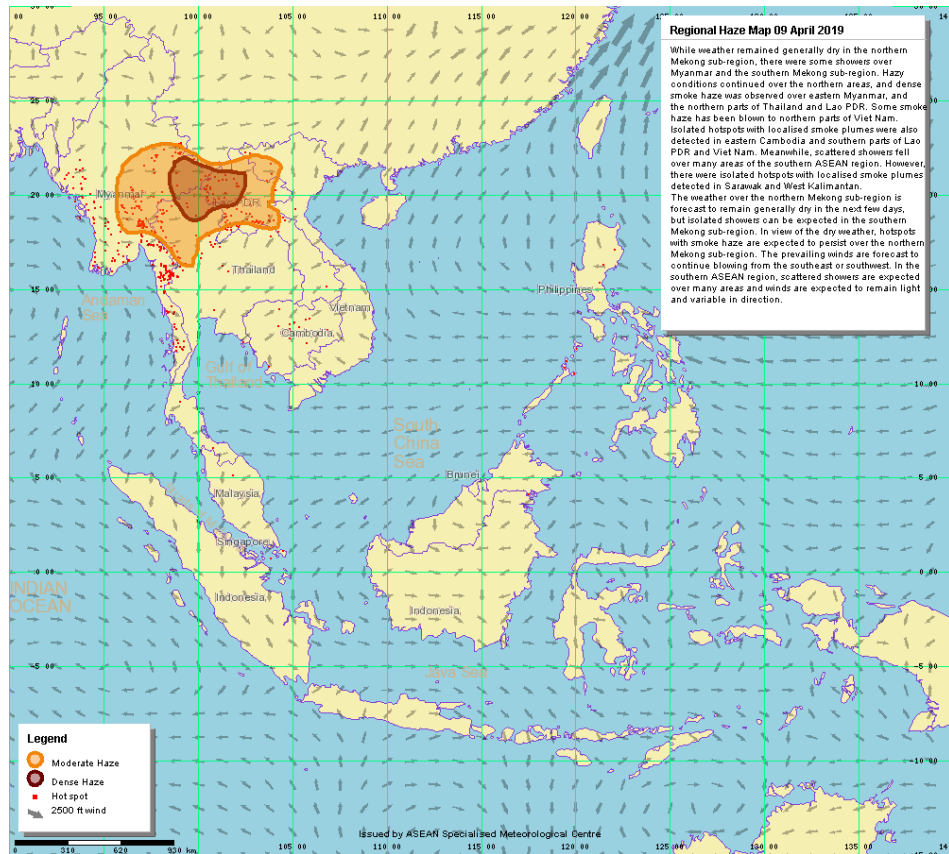 95 00
100 00
105 00
110 00
115 00
120 00
Regional Haze Map 09 April 2019
While weather remained generally dry in the northern
Mekong sub-region, there were some showers over
Myanmar and the southern Mekong sub-region. Hazy
conditions continued over the northern areas, and dense
smoke haze was observed over eastern Myanmar, and
the northern parts of Thailand and Lao PDR. Some smoke
haze has been blown to northern parts of Viet Nam.
Isolated hotspots with localised smoke plumes were also
detected in eastern Cambodia and southern parts of Lao
PDR and Viet Nam. Meanwhile, scattered showers fell
over many areas of the southern ASEAN region. However,
there were isolated hotspots with localised smoke plumes
detected in Sarawak and West Kalimantan.
The weather over the northern Mekong sub-region is
forecast to remain generally dry in the next few days,
but isolated showers can be expected in the southern
Mekong sub-region. In view of the dry weather, hotspots
with smoke haze are expected to persist over the northern
Mekong sub-region. The prevailing winds are forecast to
continue blowing from the southeast or southwest. In the
southern ASEAN region, scattered showers are expected
over many areas and winds are expected to remain light
and variable in direction.
25 00
20 00
Myanmar
Thailand
15 00
Philippines
Andaman
Sea
Vietnam
Cambodia
Gulf of
Thailand
10 00
South
China
Sea
5 00
Brunei
Malaysia
Singapore
0 00
INDIAN
OCEAN
Indonesia
Indonesia
-5 00
Java Sea
-10 00
Legend
Moderate Haze
Dense Haze
Hot spot
2500 ft wind
Issued by ASEAN Specialised Meteorological Centre
0 310 620 930 km
100 00
105 00
110 00
115 00
120 00
125 00
130 00
135 00